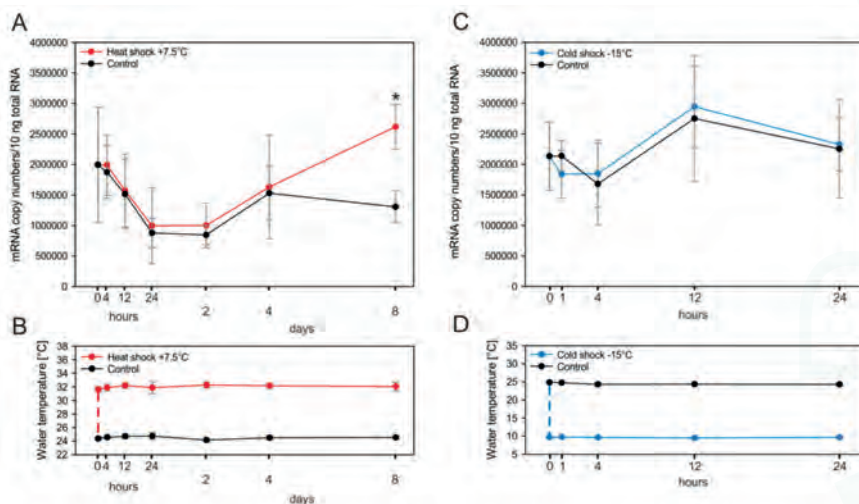 A
Heat shock +7.5°C
Control
*
mRNA copy numbers/10 ng total RNA
4000000
3500000
3000000
2500000
2000000
1500000
1000000
500000
0
0 4 12 24 2 4 8
hours days
B
Heat shock +7.5°C
Control
Water temperature [°C]
38
36
34
32
30
28
26
24
22
0 4 12 24 2 4 8
hours days
C
Cold shock -15°C
Control
mRNA copy numbers/10 ng total RNA
4000000
3500000
3000000
2500000
2000000
1500000
1000000
500000
0
0 1 4 12 24
hours
D
Cold shock -15°C
Control
Water temperature [°C]
35
30
25
20
15
10
5
0 1 4 12 24
hours